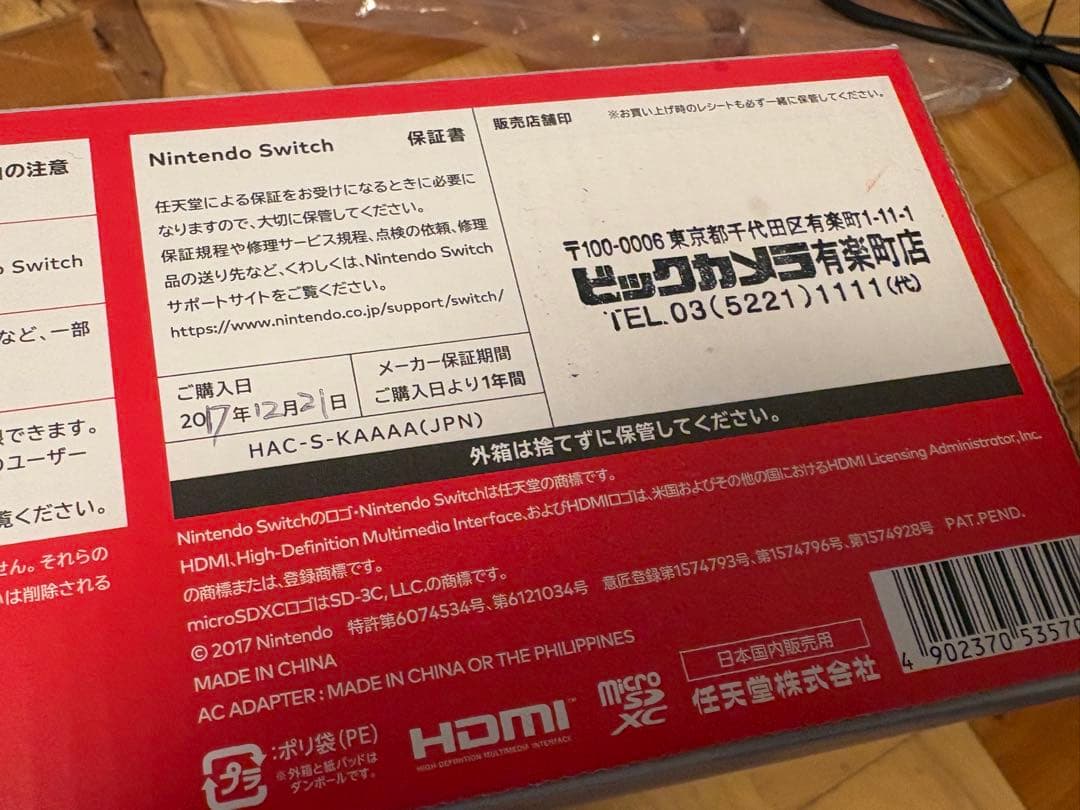 の注意
Switch
など、一部
できます。
ユーザー
覧ください。
せん。それらの
は削除される
Nintendo Switch 保証書
任天堂による保証をお受けになるときに必要に
なりますので、大切に保管してください。
保証規程や修理サービス規程、点検の依頼、修理
品の送り先など、くわしくは、Nintendo Switch
サポートサイトをご覧ください。
https://www.nintendo.co.jp/support/switch/
ご購入日
2017年12月21日
メーカー保証期間
ご購入日より1年間
HAC-S-KAAAA(JPN)
販売店舗印 ※お買い上げ時のレシートも必ず一緒に保管してください。
〒100-0006 東京都千代田区有楽町1-11-1
ビックカメラ有楽町店
TEL.03(5221)1111(代)
外箱は捨てずに保管してください。
Nintendo Switchのロゴ・Nintendo Switchは任天堂の商標です。
HDMI、High-Definition Multimedia Interface、およびHDMIロゴは、米国およびその他の国におけるHDMI Licensing Administrator, Inc.
の商標または、登録商標です。
microSDXCロゴはSD-3C, LLC.の商標です。
© 2017 Nintendo 特許第6074534号、第6121034号 意匠登録第1574793号、第1574796号、第1574928号 PAT.PEND.
MADE IN CHINA
AC ADAPTER : MADE IN CHINA OR THE PHILIPPINES
プラ
:ポリ袋(PE)
※外箱と紙パッドは
ダンボールです。
HDMI™
HIGH-DEFINITION MULTIMEDIA INTERFACE
micro SD XC
日本国内販売用
任天堂株式会社
4 902370 53570